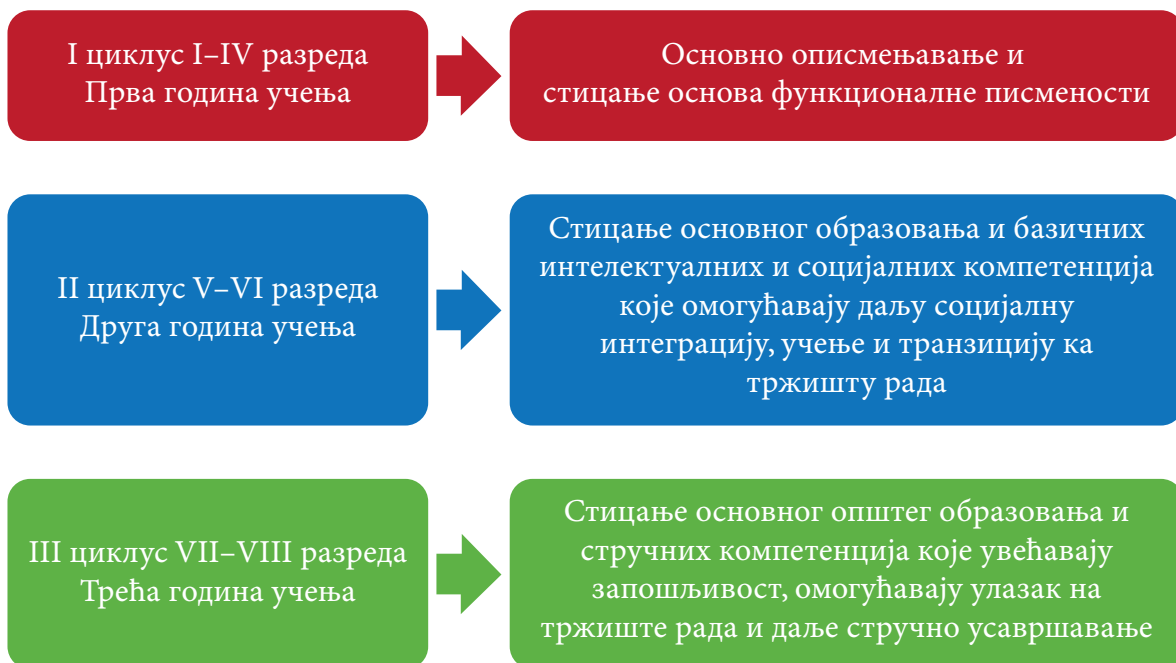 I циклус I–IV разреда
Прва година учења
Основно описмењавање и
стицање основа функционалне писмености
II циклус V–VI разреда
Друга година учења
Стицање основног образовања и базичних
интелектуалних и социјалних компетенција
које омогућавају даљу социјалну
интеграцију, учење и транзицију ка
тржишту рада
III циклус VII–VIII разреда
Трећа година учења
Стицање основног општег образовања и
стручних компетенција које увећавају
запошљивост, омогућавају улазак на
тржиште рада и даље стручно усавршавање